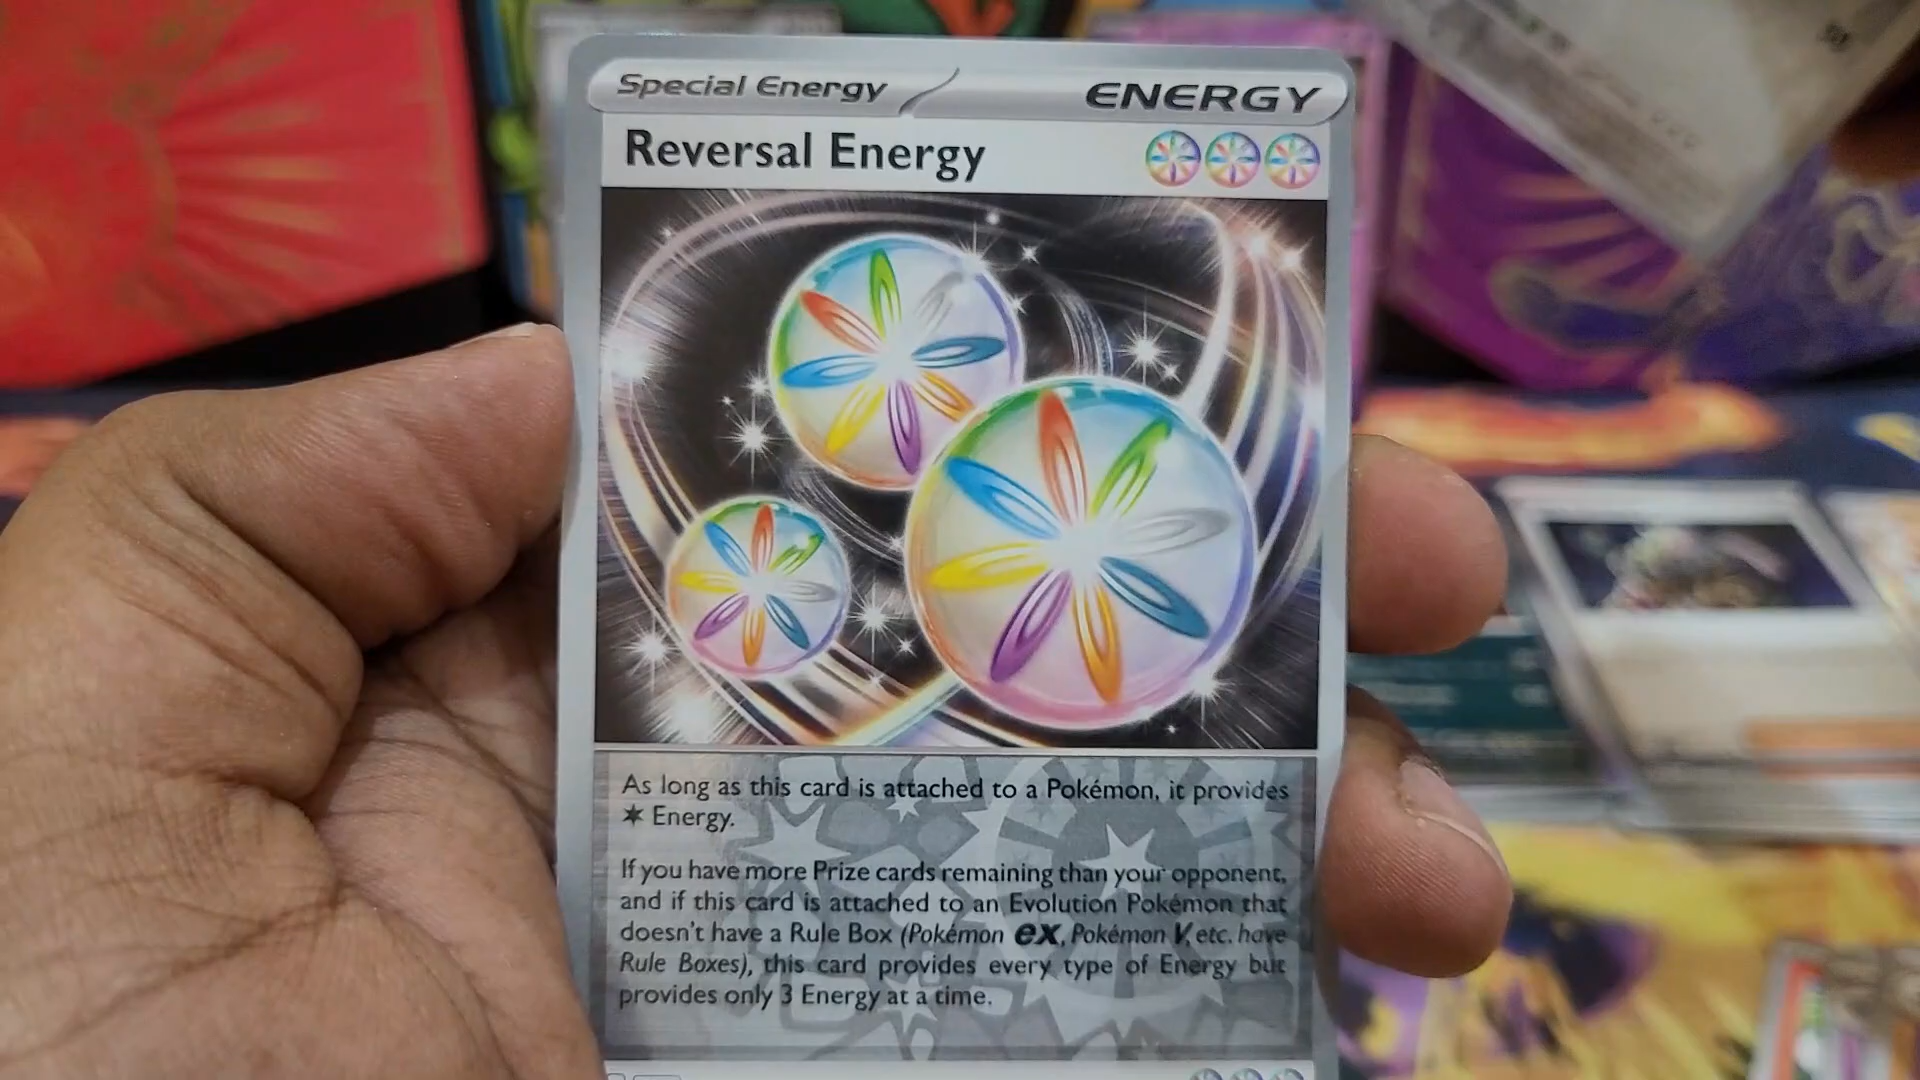 Special Energy
ENERGY
Reversal Energy
As long as this card is attached to a Pokémon, it provides
Energy.
If you have more Prize cards remaining than your opponent,
and if this card is attached to an Evolution Pokémon that
doesn't have a Rule Box (Pokémon ex, Pokémon V, etc. have
Rule Boxes), this card provides every type of Energy but
provides only 3 Energy at a time.